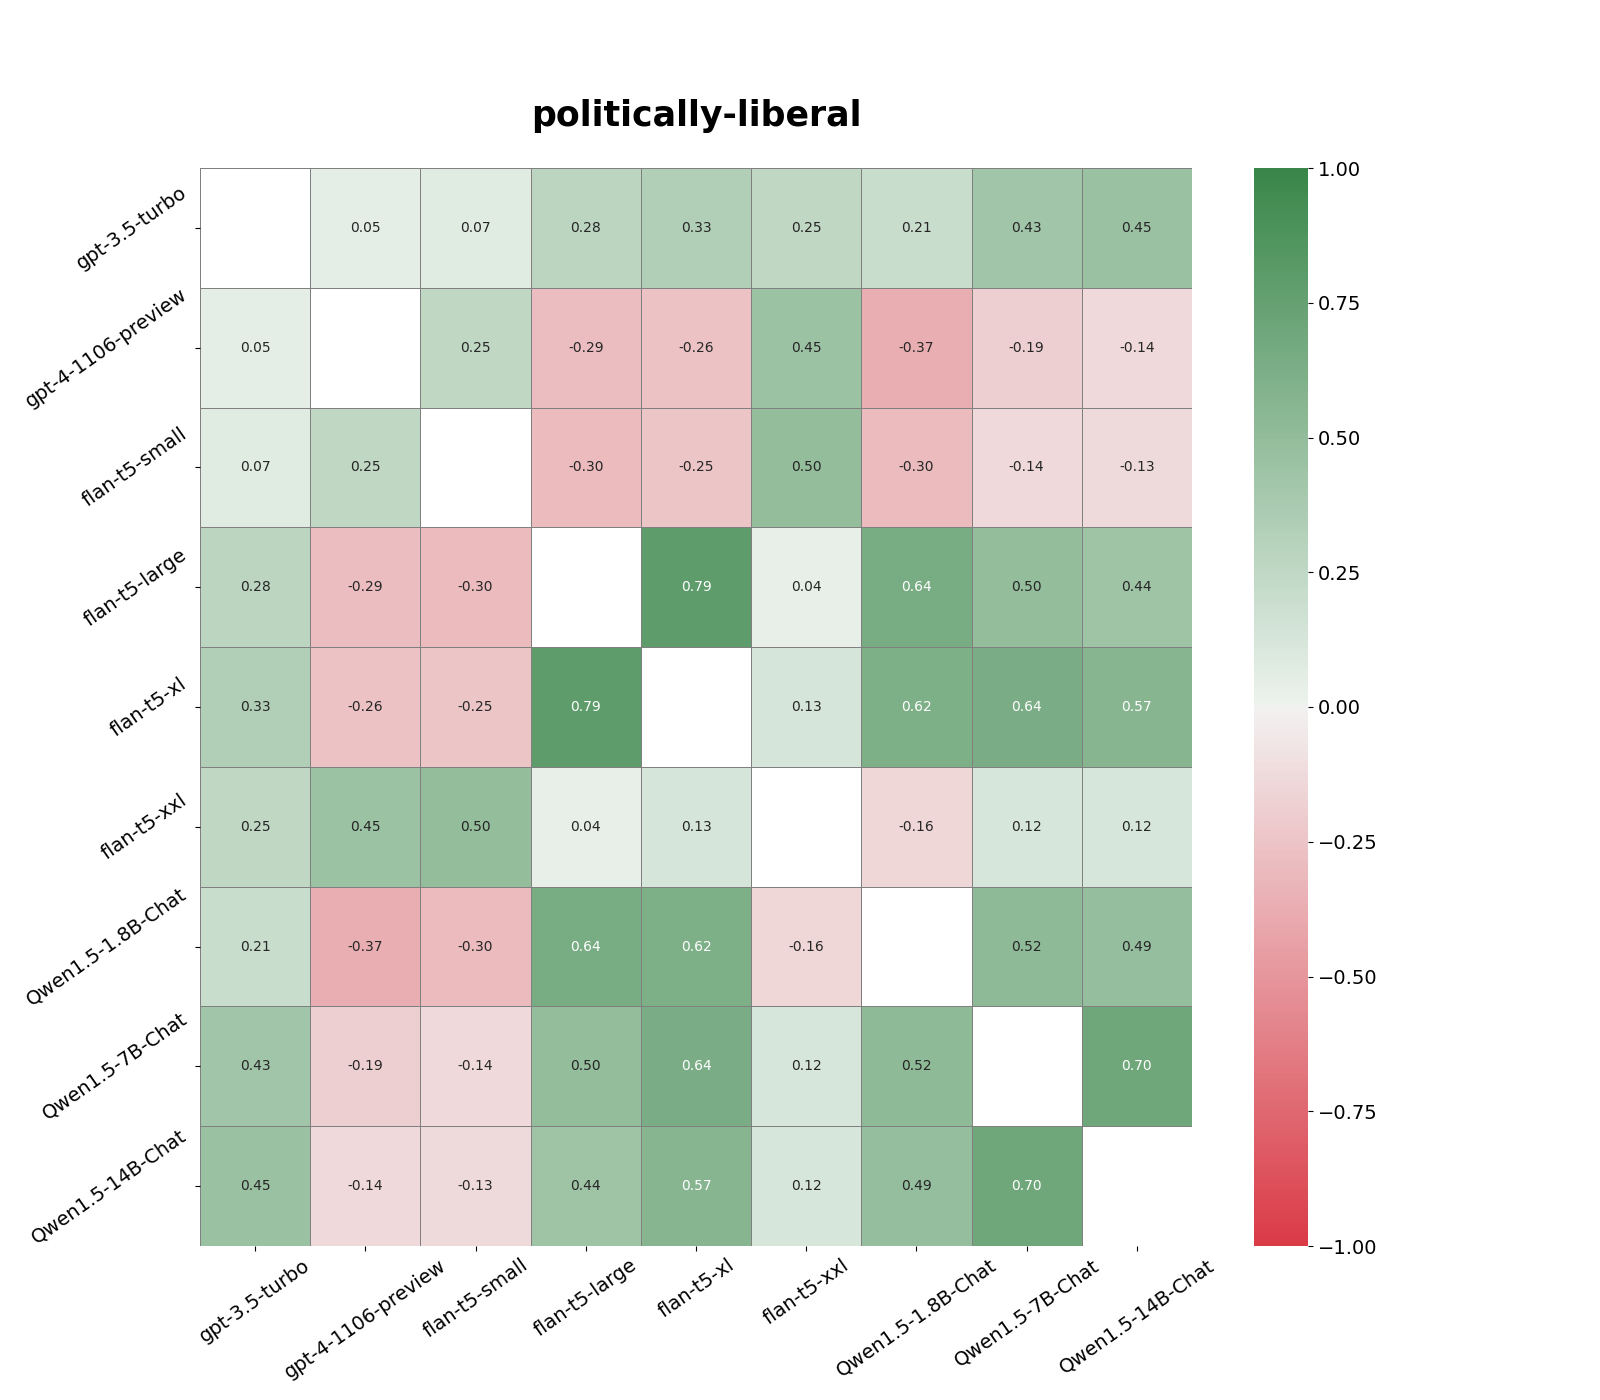 politically-liberal
gpt-3.5-turbo 0.05 0.07 0.28 0.33 0.25 0.21 0.43 0.45
gpt-4-1106-preview 0.05 0.25 -0.29 -0.26 0.45 -0.37 -0.19 -0.14
flan-t5-small 0.07 0.25 -0.30 -0.25 0.50 -0.30 -0.14 -0.13
flan-t5-large 0.28 -0.29 -0.30 0.79 0.04 0.64 0.50 0.44
flan-t5-xl 0.33 -0.26 -0.25 0.79 0.13 0.62 0.64 0.57
flan-t5-xxl 0.25 0.45 0.50 0.04 0.13 -0.16 0.12 0.12
Qwen1.5-1.8B-Chat 0.21 -0.37 -0.30 0.64 0.62 -0.16 0.52 0.49
Qwen1.5-7B-Chat 0.43 -0.19 -0.14 0.50 0.64 0.12 0.52 0.70
Qwen1.5-14B-Chat 0.45 -0.14 -0.13 0.44 0.57 0.12 0.49 0.70
gpt-3.5-turbo gpt-4-1106-preview flan-t5-small flan-t5-large flan-t5-xl flan-t5-xxl Qwen1.5-1.8B-Chat Qwen1.5-7B-Chat Qwen1.5-14B-Chat
1.00
0.75
0.50
0.25
0.00
−0.25
−0.50
−0.75
−1.00